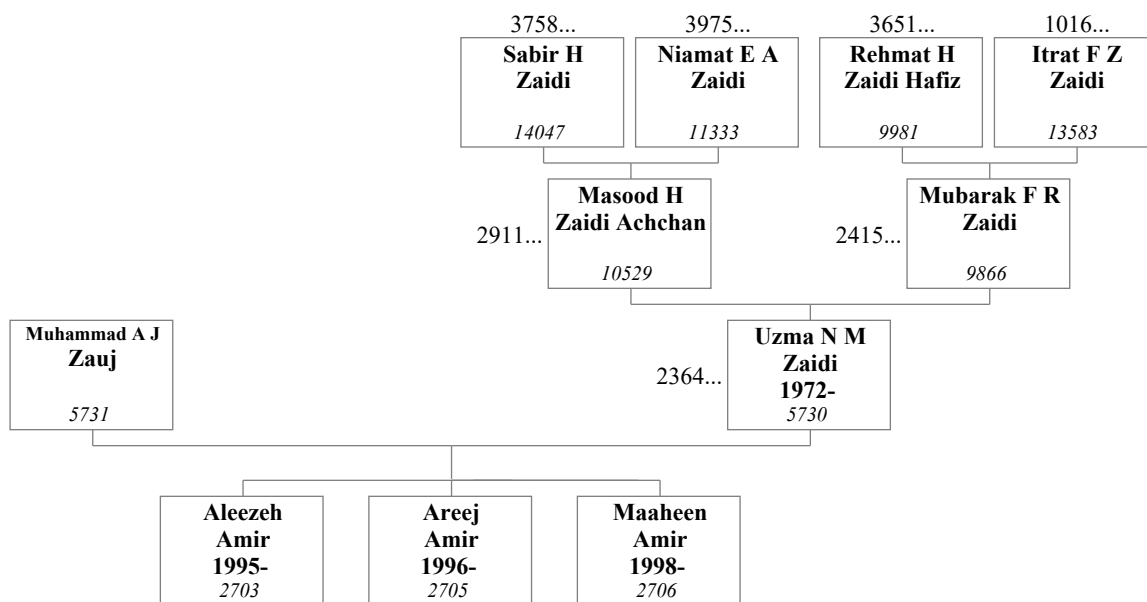 3758...
3975...
3651...
1016...
Sabir H
Zaidi
14047
Niamat E A
Zaidi
11333
Rehmat H
Zaidi Hafiz
9981
Itrat F Z
Zaidi
13583
2911...
Masood H
Zaidi Achchan
10529
2415...
Mubarak F R
Zaidi
9866
Muhammad A J
Zauj
5731
2364...
Uzma N M
Zaidi
1972-
5730
Aleezeh
Amir
1995-
2703
Areej
Amir
1996-
2705
Maaheen
Amir
1998-
2706